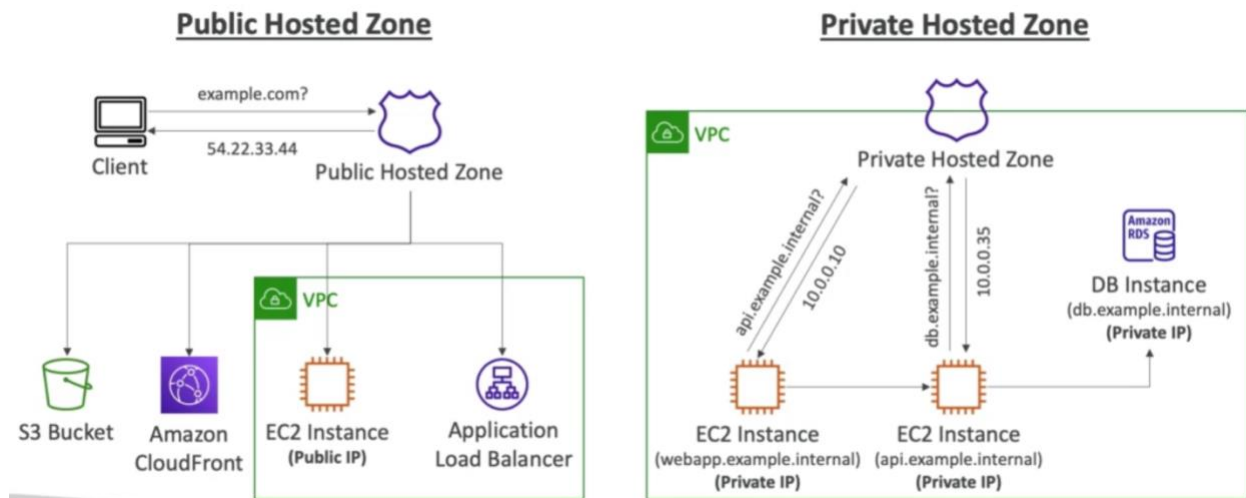 Public Hosted Zone
example.com?
54.22.33.44
Client
Public Hosted Zone
VPC
S3 Bucket
Amazon
CloudFront
EC2 Instance
(Public IP)
Application
Load Balancer
Private Hosted Zone
VPC
Private Hosted Zone
api.example.internal?
10.0.0.10
db.example.internal?
10.0.0.35
Amazon
RDS
DB Instance
(db.example.internal)
(Private IP)
EC2 Instance
(webapp.example.internal)
(Private IP)
EC2 Instance
(api.example.internal)
(Private IP)